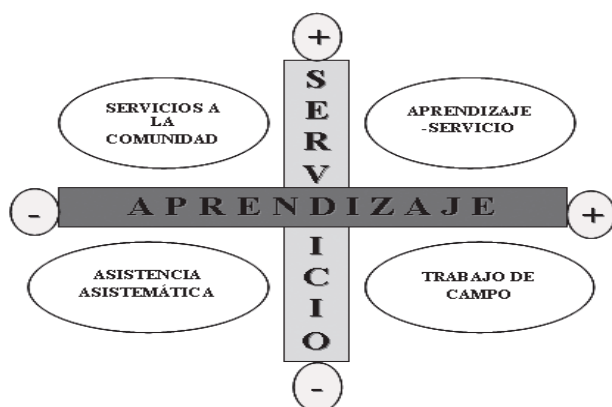 +
SERVICIO
SERVICIOS A
LA
COMUNIDAD
APRENDIZAJE
-SERVICIO
-
APRENDIZAJE
+
ASISTENCIA
ASISTEMÁTICA
TRABAJO DE
CAMPO
-